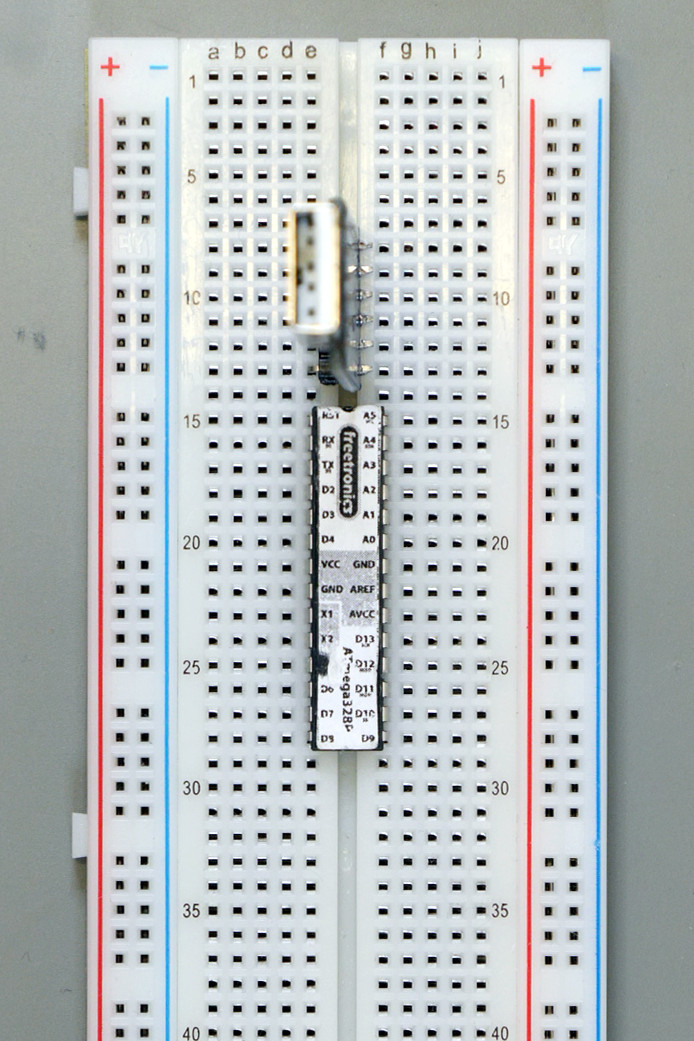 a b c d e f g h i j
+ − + −
1 1
5 5
10 10
15 15
20 20
25 25
30 30
35 35
40 40
freetronics
RST A5
RX A4
TX A3
D2 A2
D3 A1
D4 A0
VCC GND
GND AREF
X1 AVCC
X2 D13
D12
D6 D11
D7 D10
D8 D9
ATmega328P